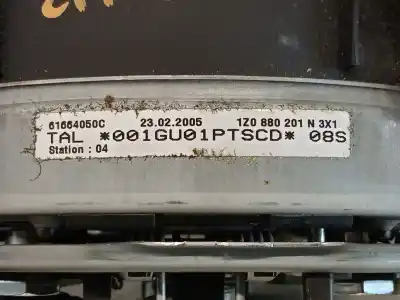 61664050C 23.02.2005 1Z0 880 201 N 3X1
TAL *001GU01PTSCD* 08S
Station : 04